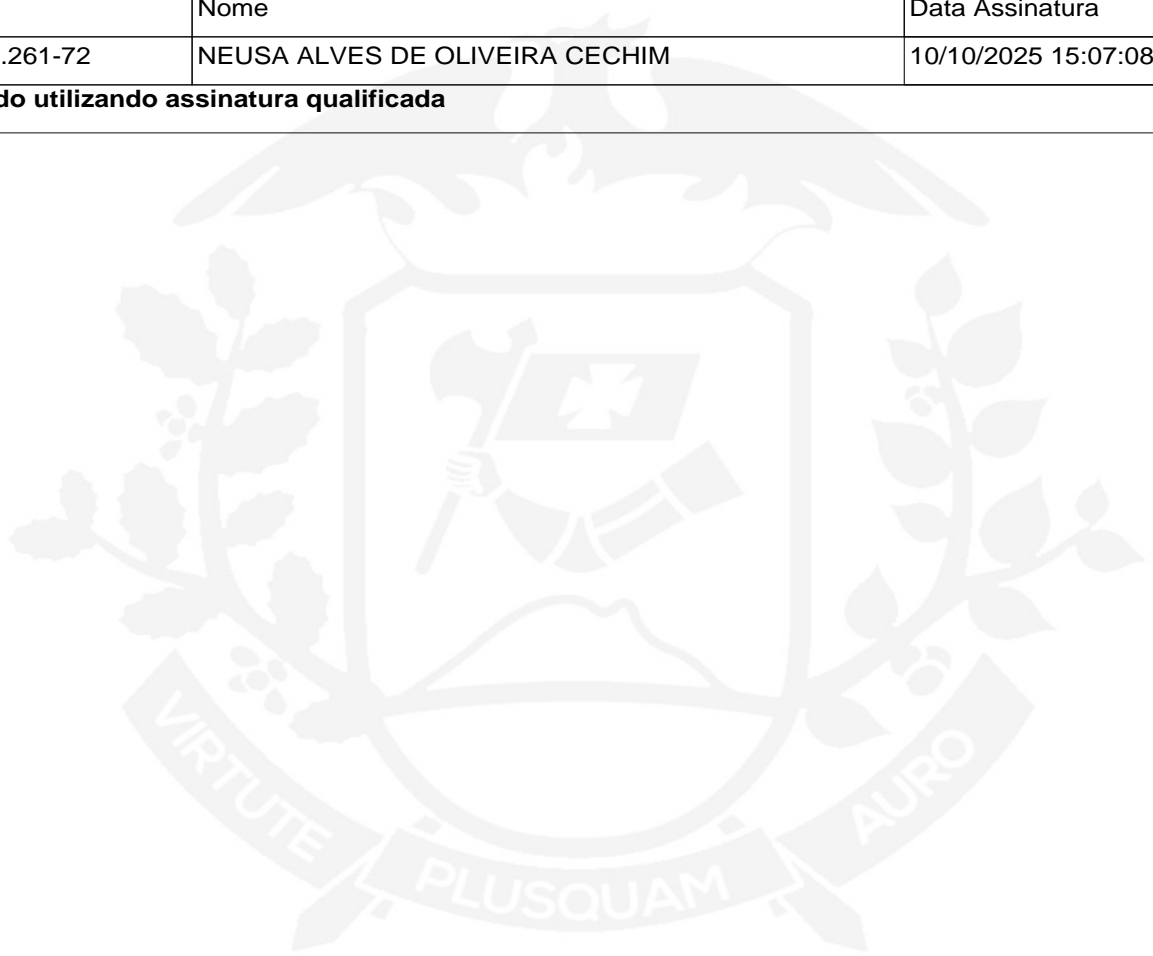 Nome Data Assinatura
.261-72 NEUSA ALVES DE OLIVEIRA CECHIM 10/10/2025 15:07:08
do utilizando assinatura qualificada
VIRTUTE PLUSQUAM AURO